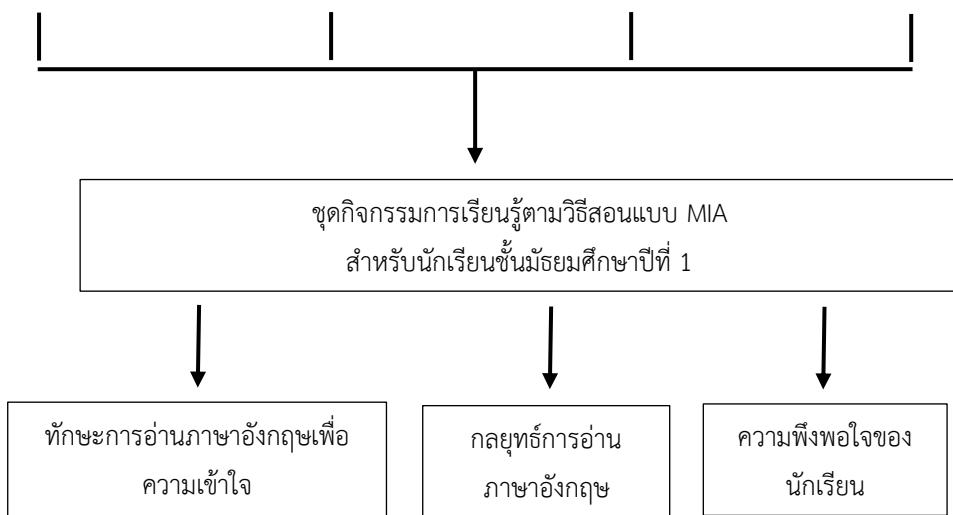 ชุดกิจกรรมการเรียนรู้ตามวิธีสอนแบบ MIA
สำหรับนักเรียนชั้นมัธยมศึกษาปีที่ 1
ทักษะการอ่านภาษาอังกฤษเพื่อ
ความเข้าใจ
กลยุทธ์การอ่าน
ภาษาอังกฤษ
ความพึงพอใจของ
นักเรียน